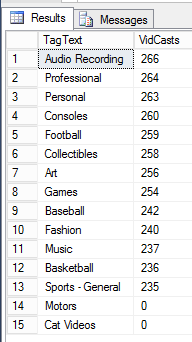 Results Messages
TagText VidCasts
1 Audio Recording 266
2 Professional 264
3 Personal 263
4 Consoles 260
5 Football 259
6 Collectibles 258
7 Art 256
8 Games 254
9 Baseball 242
10 Fashion 240
11 Music 237
12 Basketball 236
13 Sports - General 235
14 Motors 0
15 Cat Videos 0